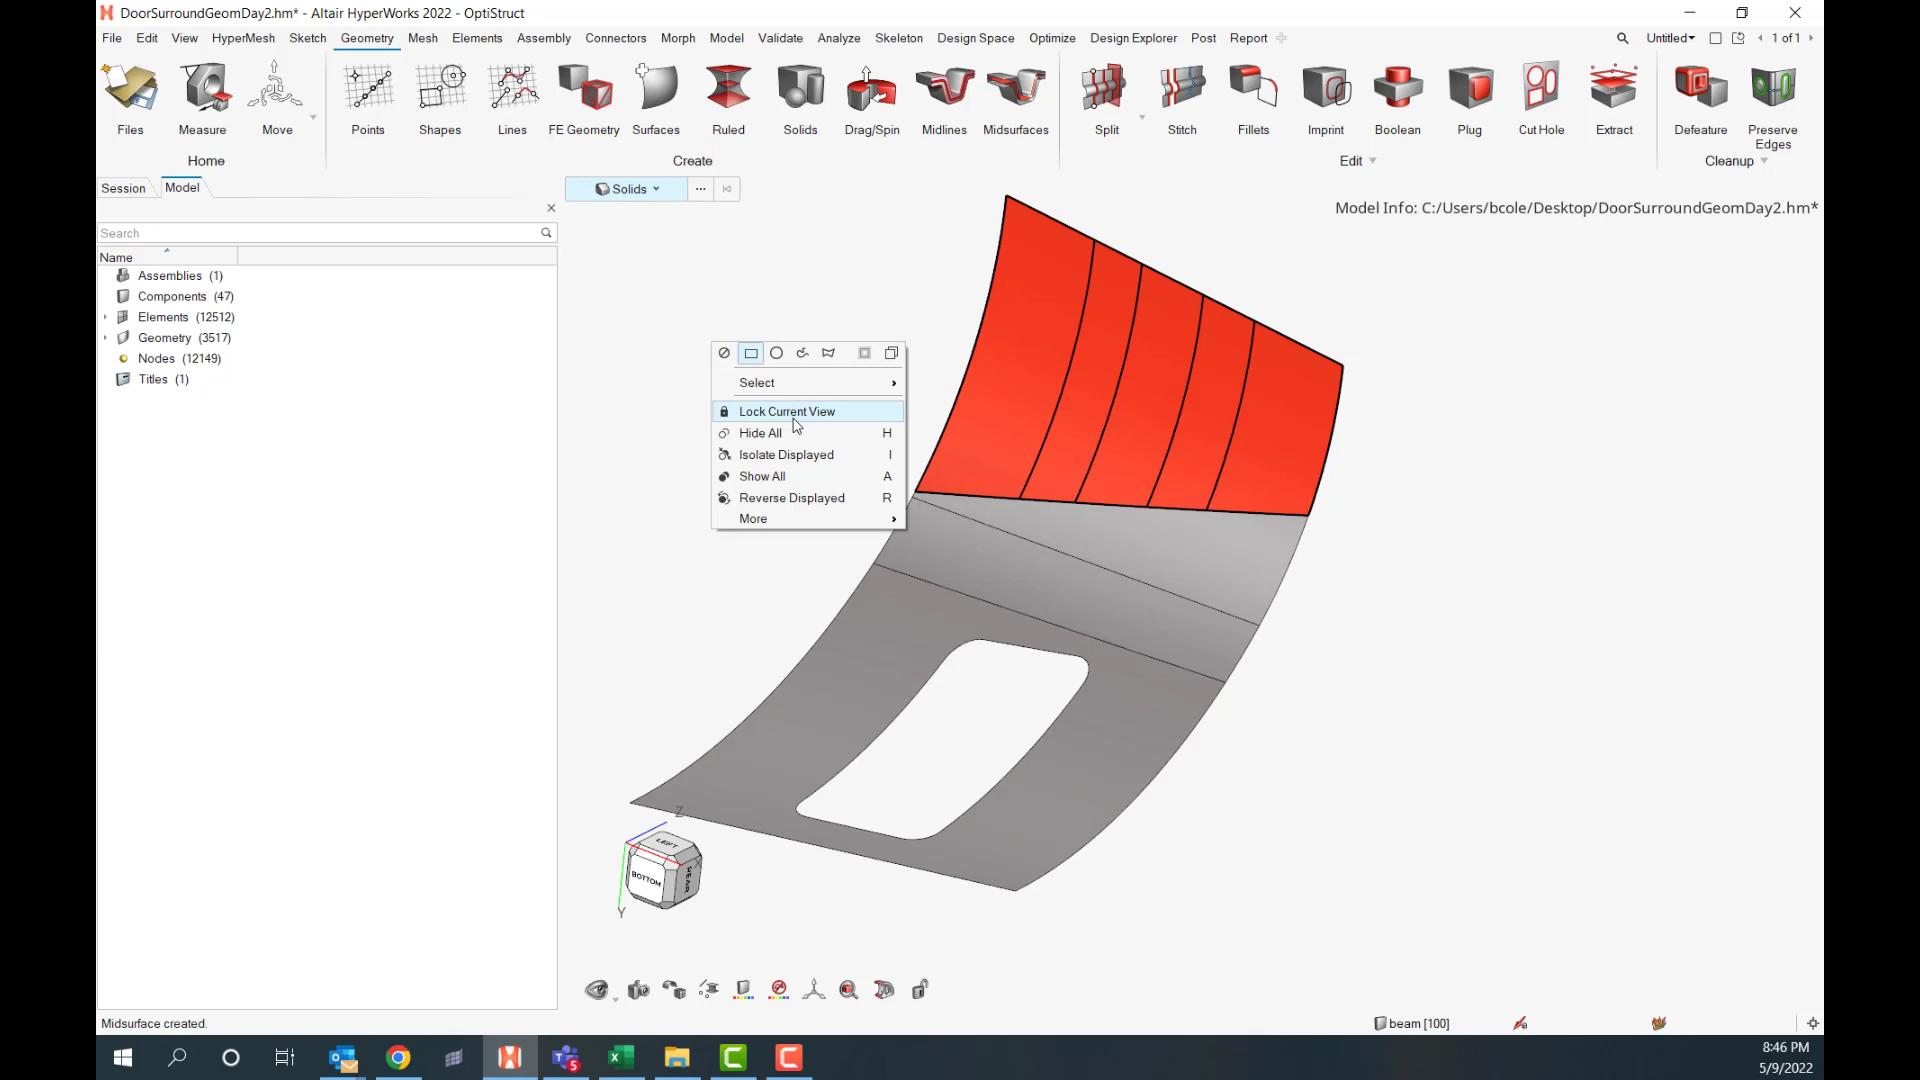 DoorSurroundGeomDay2.hm* - Altair HyperWorks 2022 - OptiStruct
File Edit View HyperMesh Sketch Geometry Mesh Elements Assembly Connectors Morph Model Validate Analyze Skeleton Design Space Optimize Design Explorer Post Report Untitled 1 of 1
Files Measure Move Points Shapes Lines FE Geometry Surfaces Ruled Solids Drag/Spin Midlines Midsurfaces Split Stitch Fillets Imprint Boolean Plug Cut Hole Extract Defeature Preserve Edges
Home Create Edit Cleanup
Session Model
Solids
Model Info: C:/Users/bcole/Desktop/DoorSurroundGeomDay2.hm*
Search
Name
Assemblies (1)
Components (47)
Elements (12512)
Geometry (3517)
Nodes (12149)
Titles (1)
Select
Lock Current View
Hide All H
Isolate Displayed I
Show All A
Reverse Displayed R
More
Z
LEFT
BOTTOM
REAR
X
Y
Midsurface created.
beam [100]
5
8:46 PM
5/9/2022